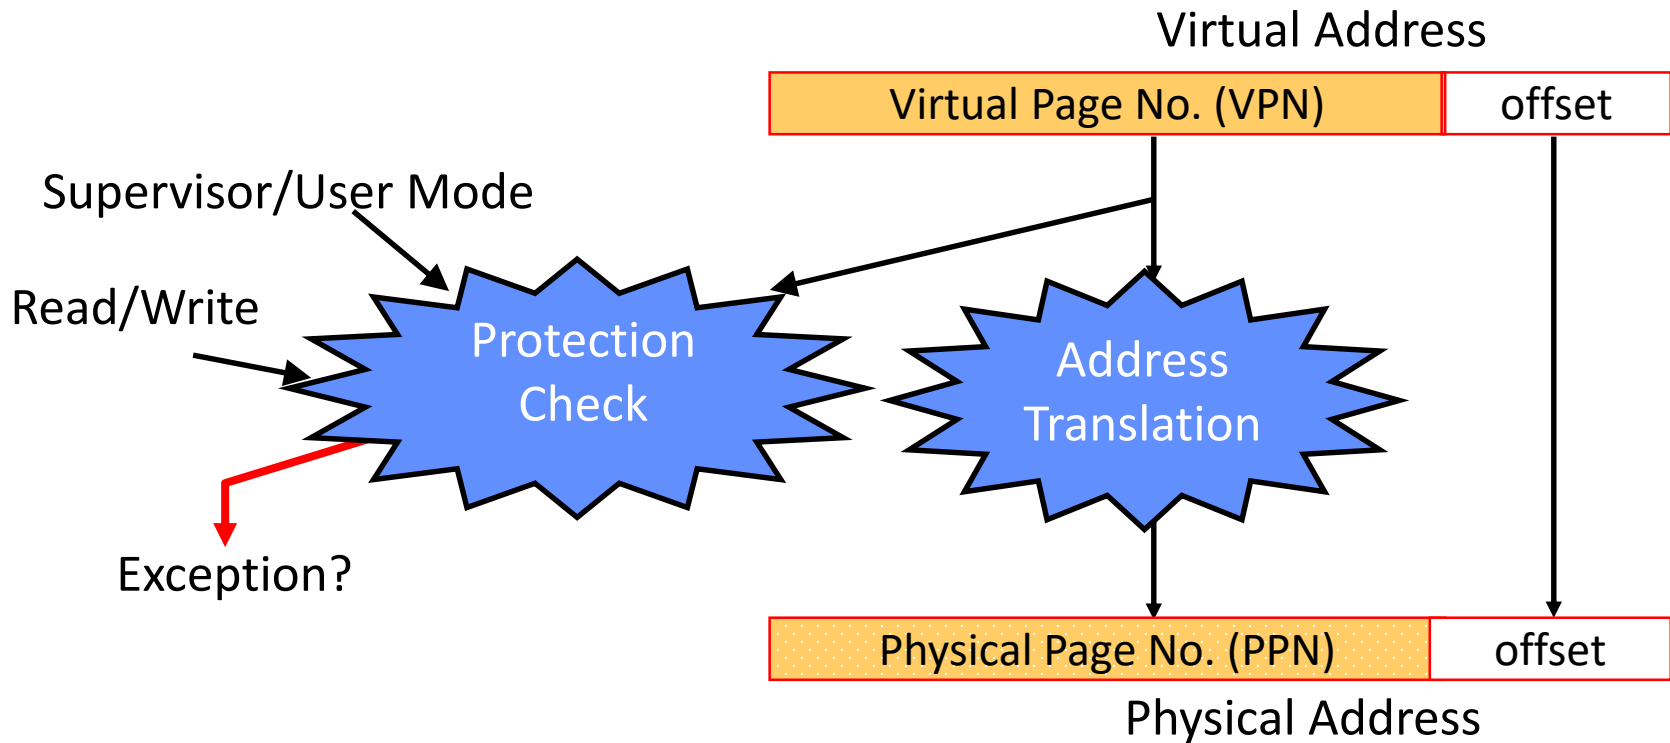 Virtual Address
Virtual Page No. (VPN)
offset
Supervisor/User Mode
Read/Write
Protection
Check
Address
Translation
Exception?
Physical Page No. (PPN)
offset
Physical Address